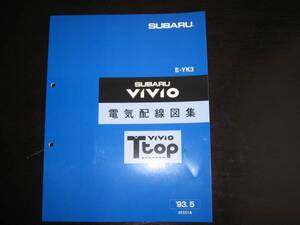 SUBARU
E-YK3
SUBARU
ViViO
電気配線図集
ViViO
T top
'93.5